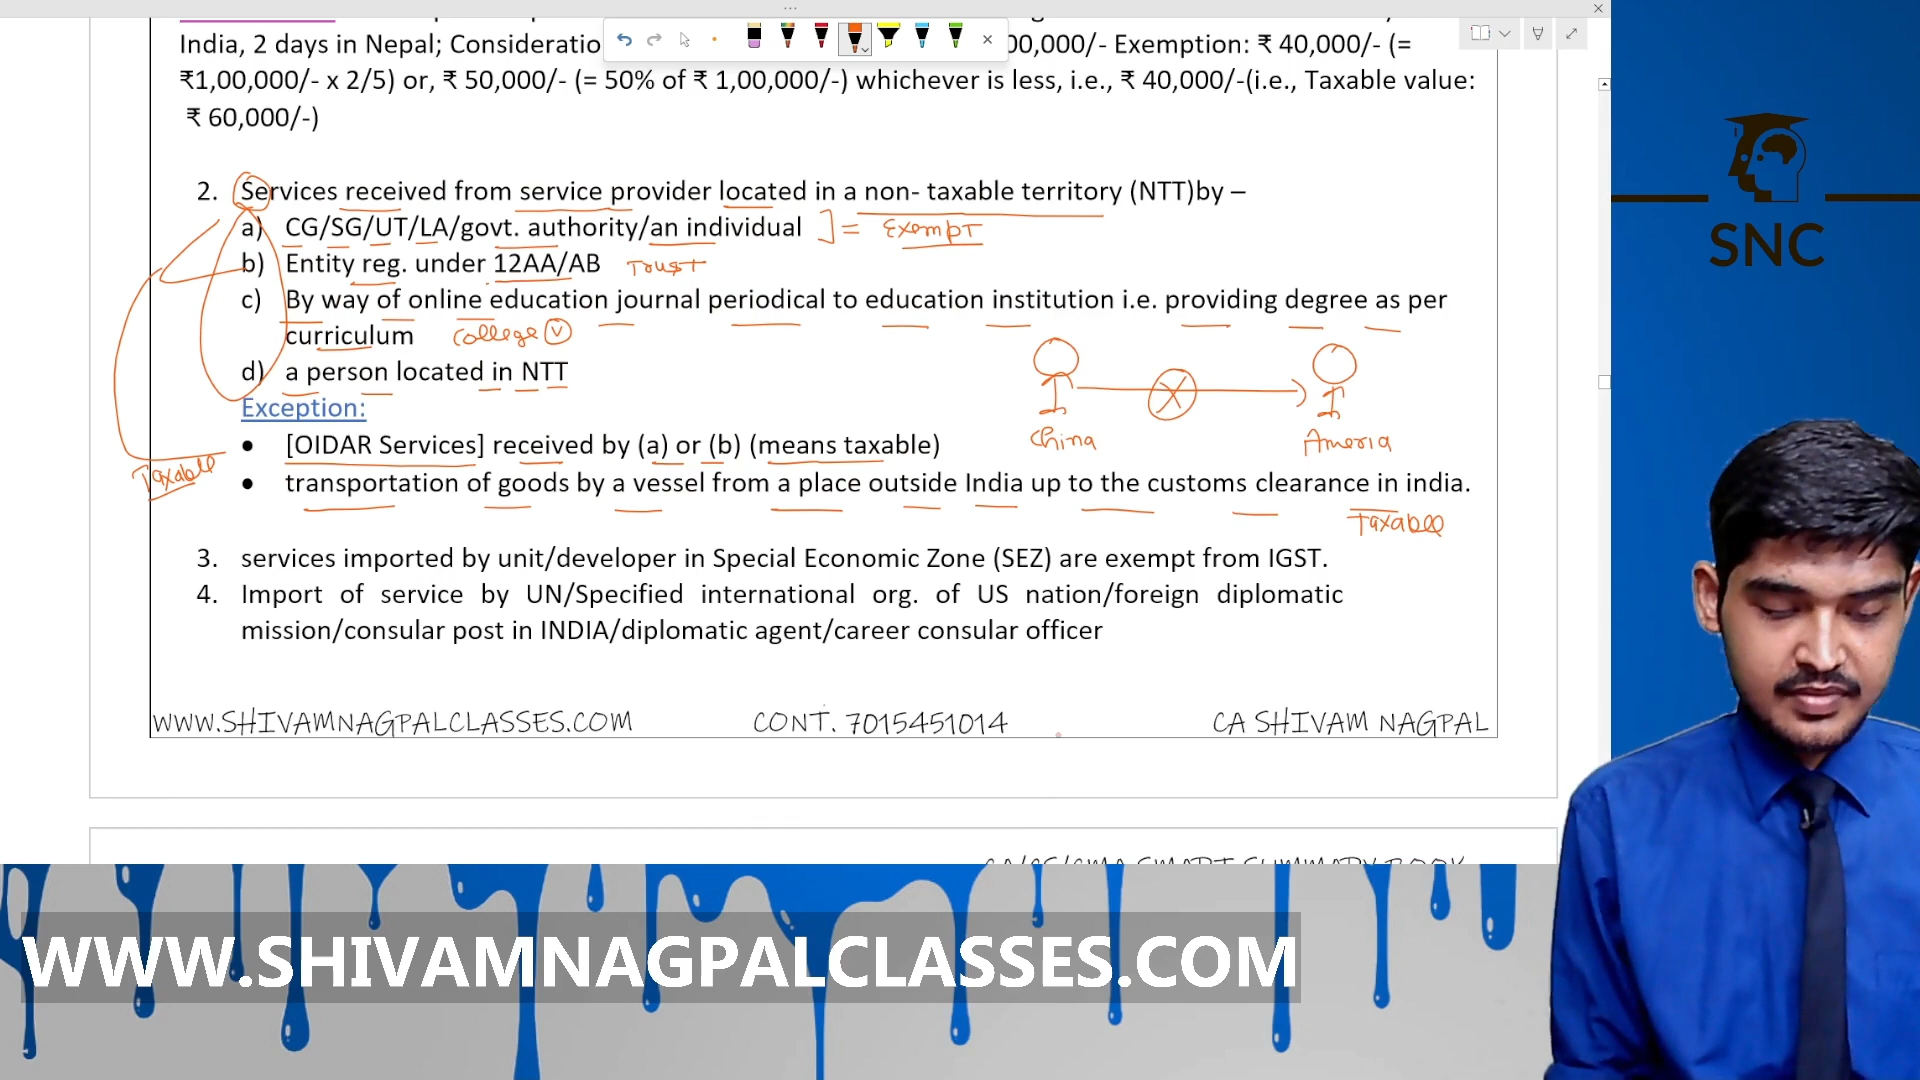 India, 2 days in Nepal; Consideratio 00,000/- Exemption: ₹ 40,000/- (=
₹1,00,000/- x 2/5) or, ₹ 50,000/- (= 50% of ₹ 1,00,000/-) whichever is less, i.e., ₹ 40,000/-(i.e., Taxable value:
₹ 60,000/-)
2. Services received from service provider located in a non- taxable territory (NTT)by –
a) CG/SG/UT/LA/govt. authority/an individual ] = Exempt
b) Entity reg. under 12AA/AB Trust
c) By way of online education journal periodical to education institution i.e. providing degree as per
curriculum College
d) a person located in NTT
China
America
Exception:
• [OIDAR Services] received by (a) or (b) (means taxable)
Taxable
• transportation of goods by a vessel from a place outside India up to the customs clearance in india.
Taxable
3. services imported by unit/developer in Special Economic Zone (SEZ) are exempt from IGST.
4. Import of service by UN/Specified international org. of US nation/foreign diplomatic
mission/consular post in INDIA/diplomatic agent/career consular officer
WWW.SHIVAMNAGPALCLASSES.COM CONT. 7015451014 CA SHIVAM NAGPAL
WWW.SHIVAMNAGPALCLASSES.COM
SNC